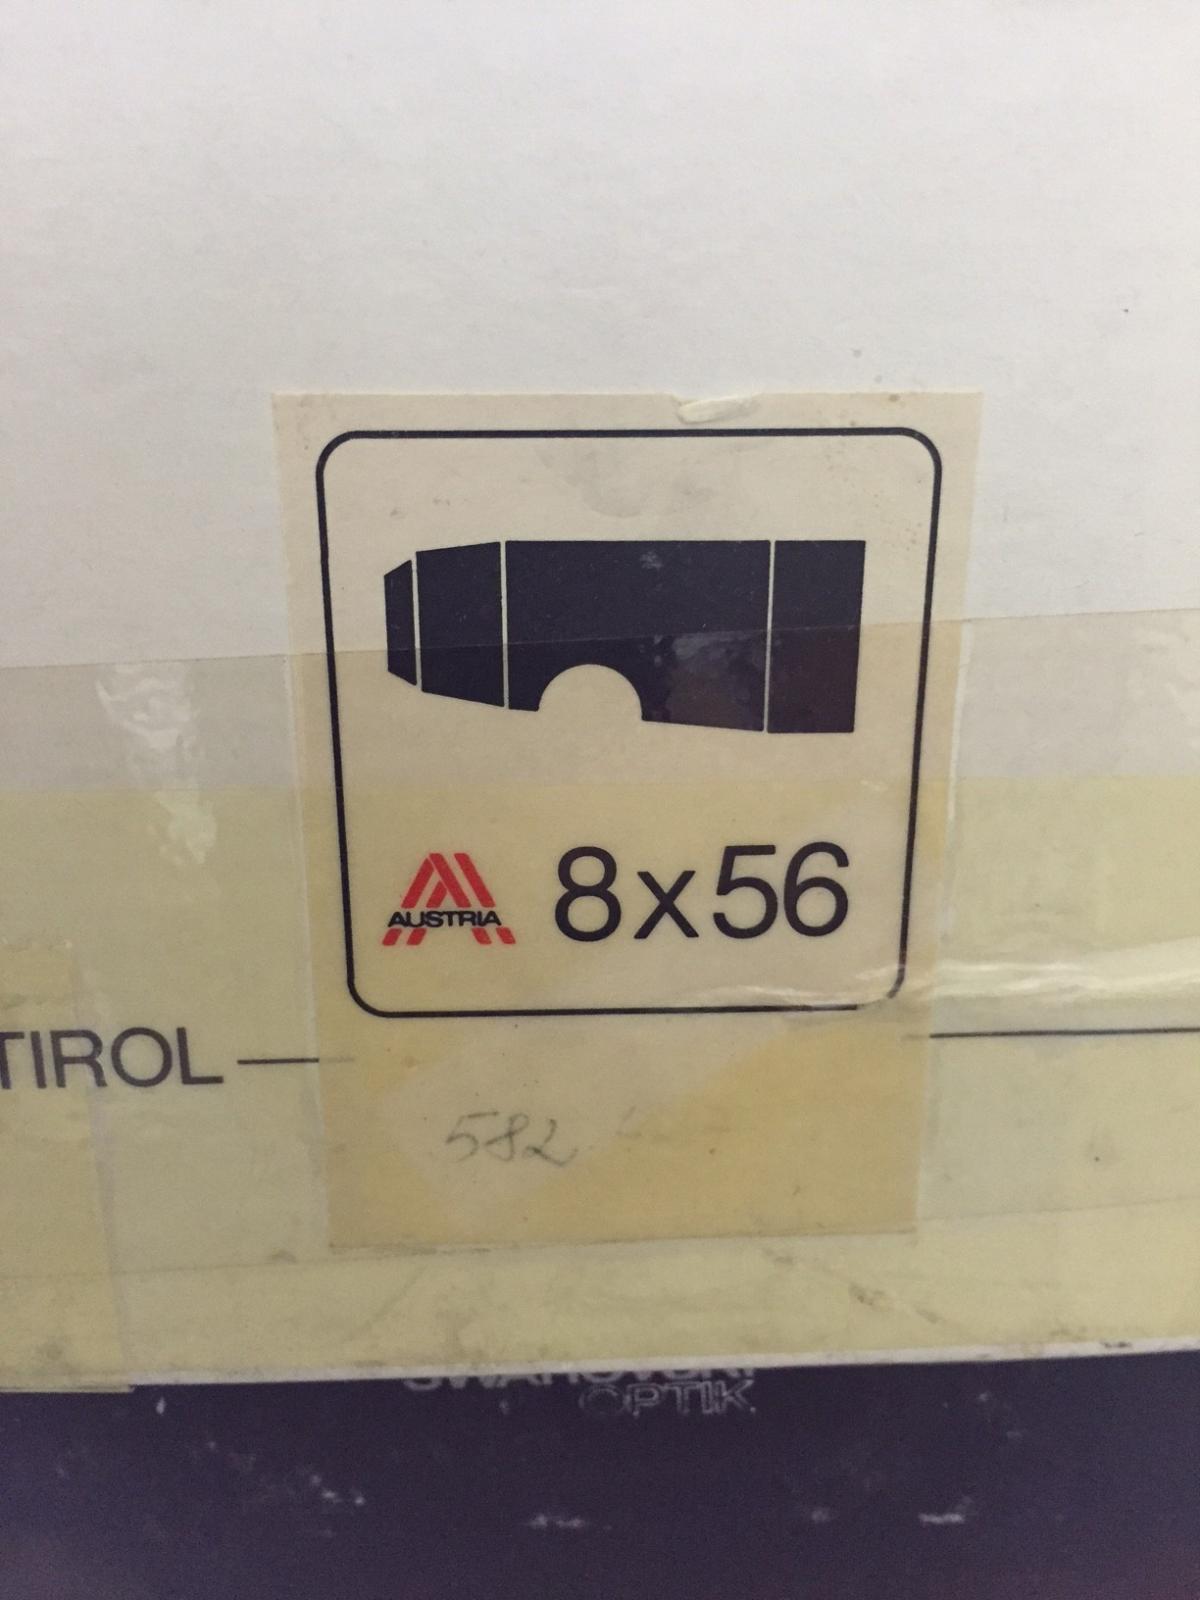 AUSTRIA
8x56
TIROL
582
SWAROVSKI
OPTIK